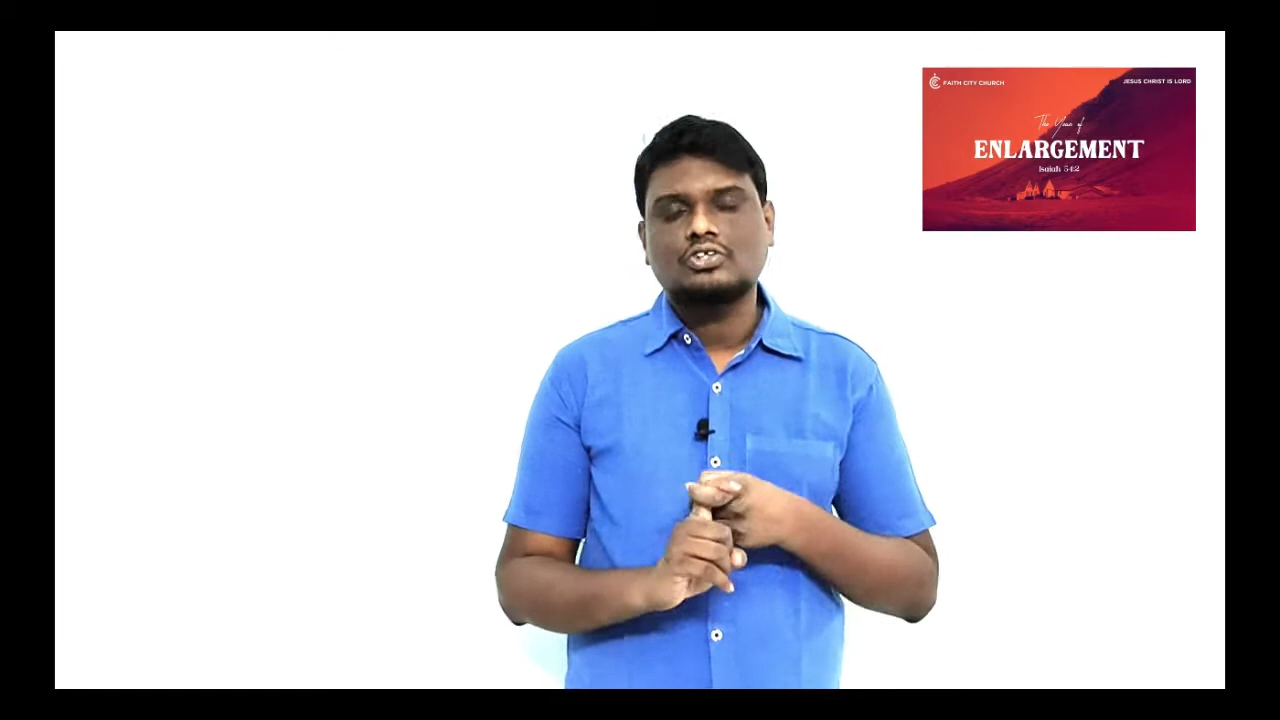 FAITH CITY CHURCH
JESUS CHRIST IS LORD
The Year of
ENLARGEMENT
Isaiah 54:2